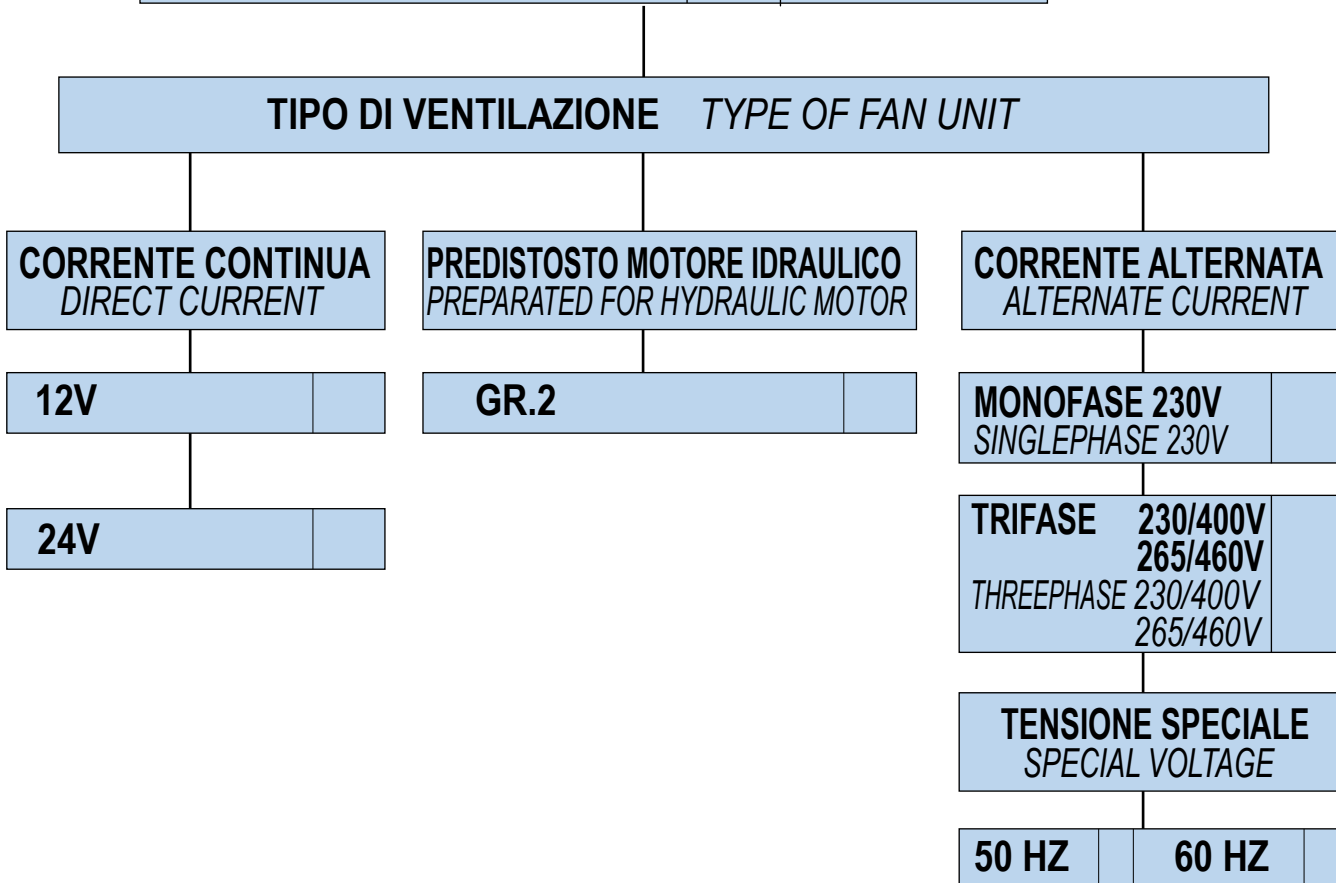 TIPO DI VENTILAZIONE TYPE OF FAN UNIT
CORRENTE CONTINUA
DIRECT CURRENT
12V
24V
PREDISTOSTO MOTORE IDRAULICO
PREPARATED FOR HYDRAULIC MOTOR
GR.2
CORRENTE ALTERNATA
ALTERNATE CURRENT
MONOFASE 230V
SINGLEPHASE 230V
TRIFASE 230/400V
265/460V
THREEPHASE 230/400V
265/460V
TENSIONE SPECIALE
SPECIAL VOLTAGE
50 HZ 60 HZ